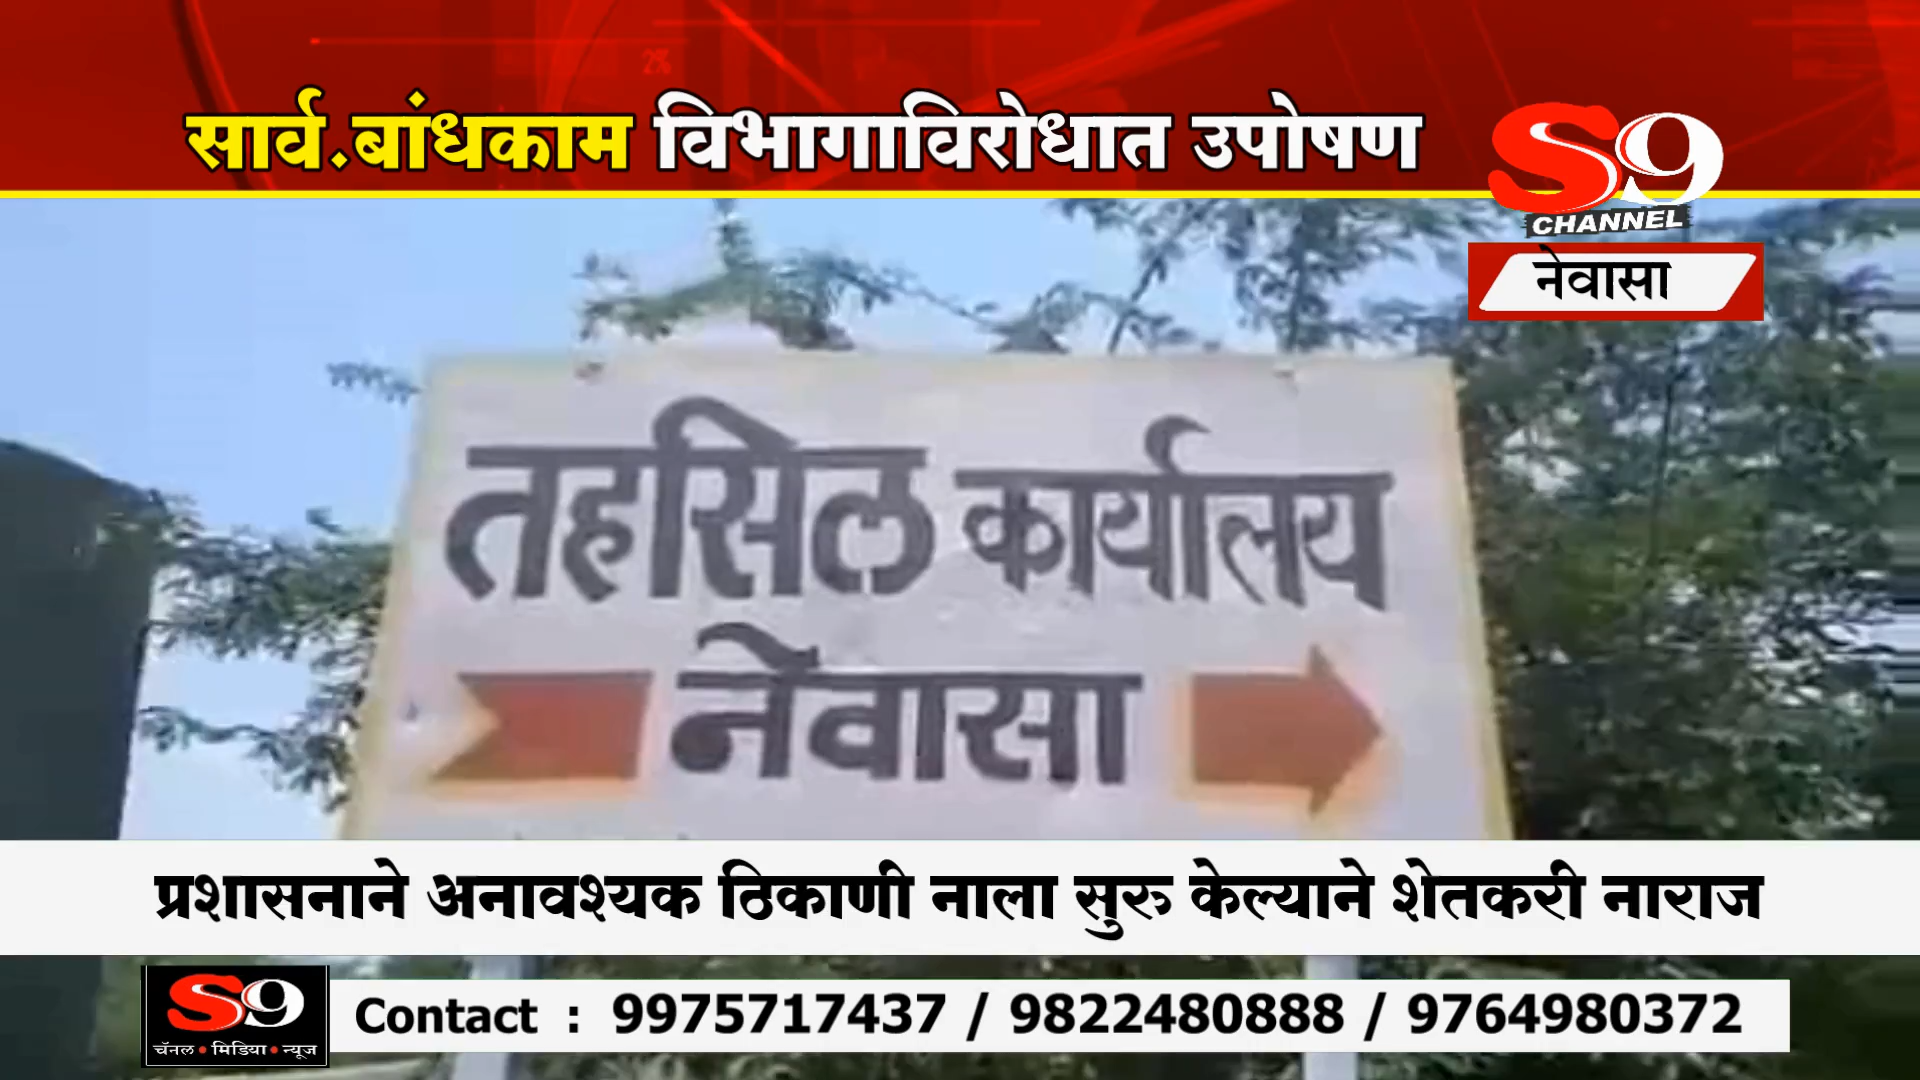 सार्व.बांधकाम विभागाविरोधात उपोषण
S9
CHANNEL
नेवासा
तहसिल कार्यालय
नेवासा
प्रशासनाने अनावश्यक ठिकाणी नाला सुरु केल्याने शेतकरी नाराज
S9
चॅनल • मिडिया • न्यूज
Contact : 9975717437 / 9822480888 / 9764980372